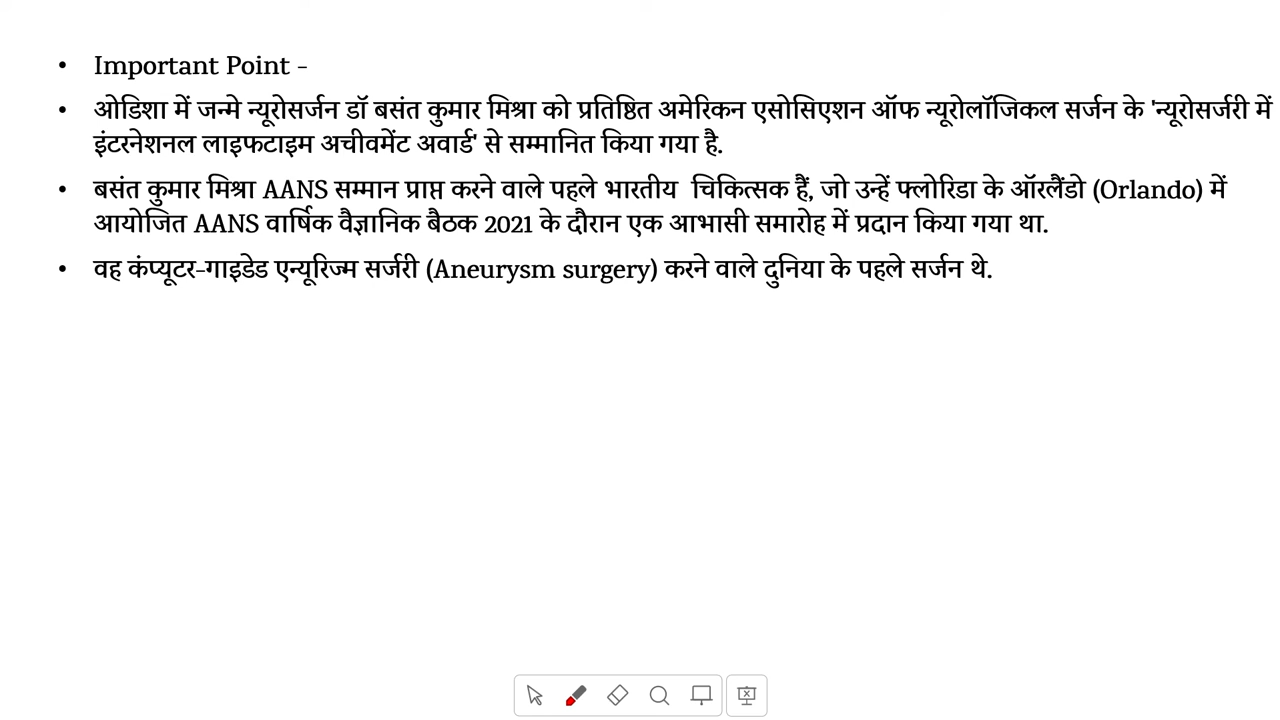 • Important Point -
• ओडिशा में जन्मे न्यूरोसर्जन डॉ बसंत कुमार मिश्रा को प्रतिष्ठित अमेरिकन एसोसिएशन ऑफ न्यूरोलॉजिकल सर्जन के 'न्यूरोसर्जरी में
इंटरनेशनल लाइफटाइम अचीवमेंट अवार्ड' से सम्मानित किया गया है.
• बसंत कुमार मिश्रा AANS सम्मान प्राप्त करने वाले पहले भारतीय चिकित्सक हैं, जो उन्हें फ्लोरिडा के ऑरलैंडो (Orlando) में
आयोजित AANS वार्षिक वैज्ञानिक बैठक 2021 के दौरान एक आभासी समारोह में प्रदान किया गया था.
• वह कंप्यूटर-गाइडेड एन्यूरिज्म सर्जरी (Aneurysm surgery) करने वाले दुनिया के पहले सर्जन थे.